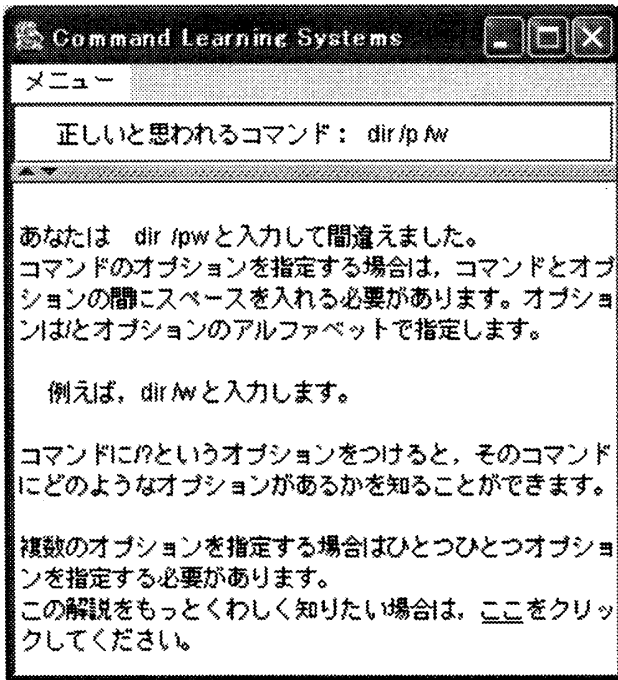 Command Learning Systems
メニュー
正しいと思われるコマンド： dir /p /w
あなたは　dir /pwと入力して間違えました。
コマンドのオプションを指定する場合は，コマンドとオプ
ションの間にスペースを入れる必要があります。オプショ
ンは/とオプションのアルファベットで指定します。
例えば，dir /wと入力します。
コマンドに/?というオプションをつけると，そのコマンド
にどのようなオプションがあるかを知ることができます。
複数のオプションを指定する場合はひとつひとつオプショ
ンを指定する必要があります。
この解説をもっとくわしく知りたい場合は，ここをクリッ
クしてください。